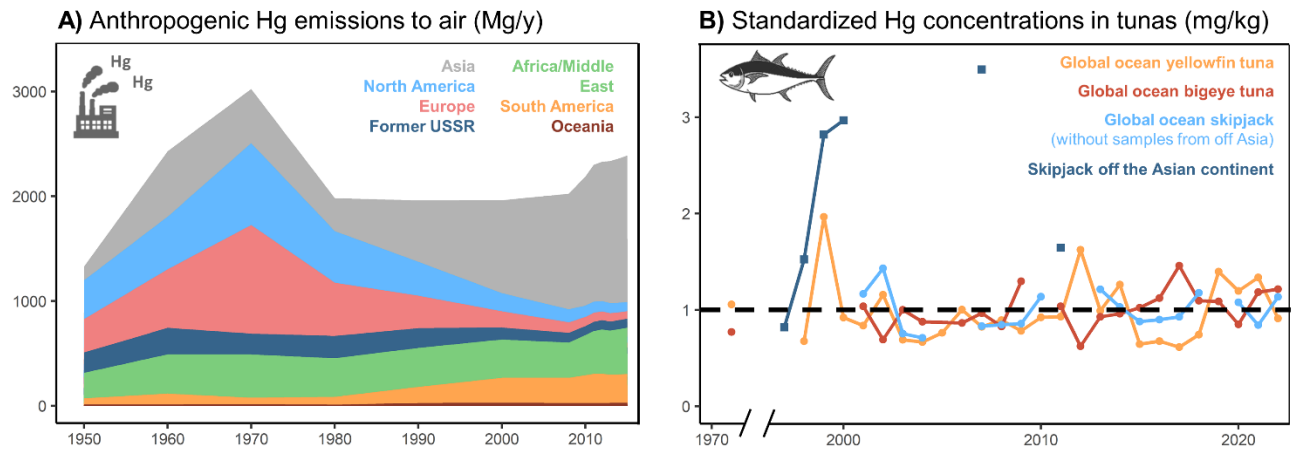 A) Anthropogenic Hg emissions to air (Mg/y)
Hg
Hg
Asia
North America
Europe
Former USSR
Africa/Middle
East
South America
Oceania
3000
2000
1000
0
1950
1960
1970
1980
1990
2000
2010
B) Standardized Hg concentrations in tunas (mg/kg)
Global ocean yellowfin tuna
Global ocean bigeye tuna
Global ocean skipjack
(without samples from off Asia)
Skipjack off the Asian continent
3
2
1
0
1970
2000
2010
2020